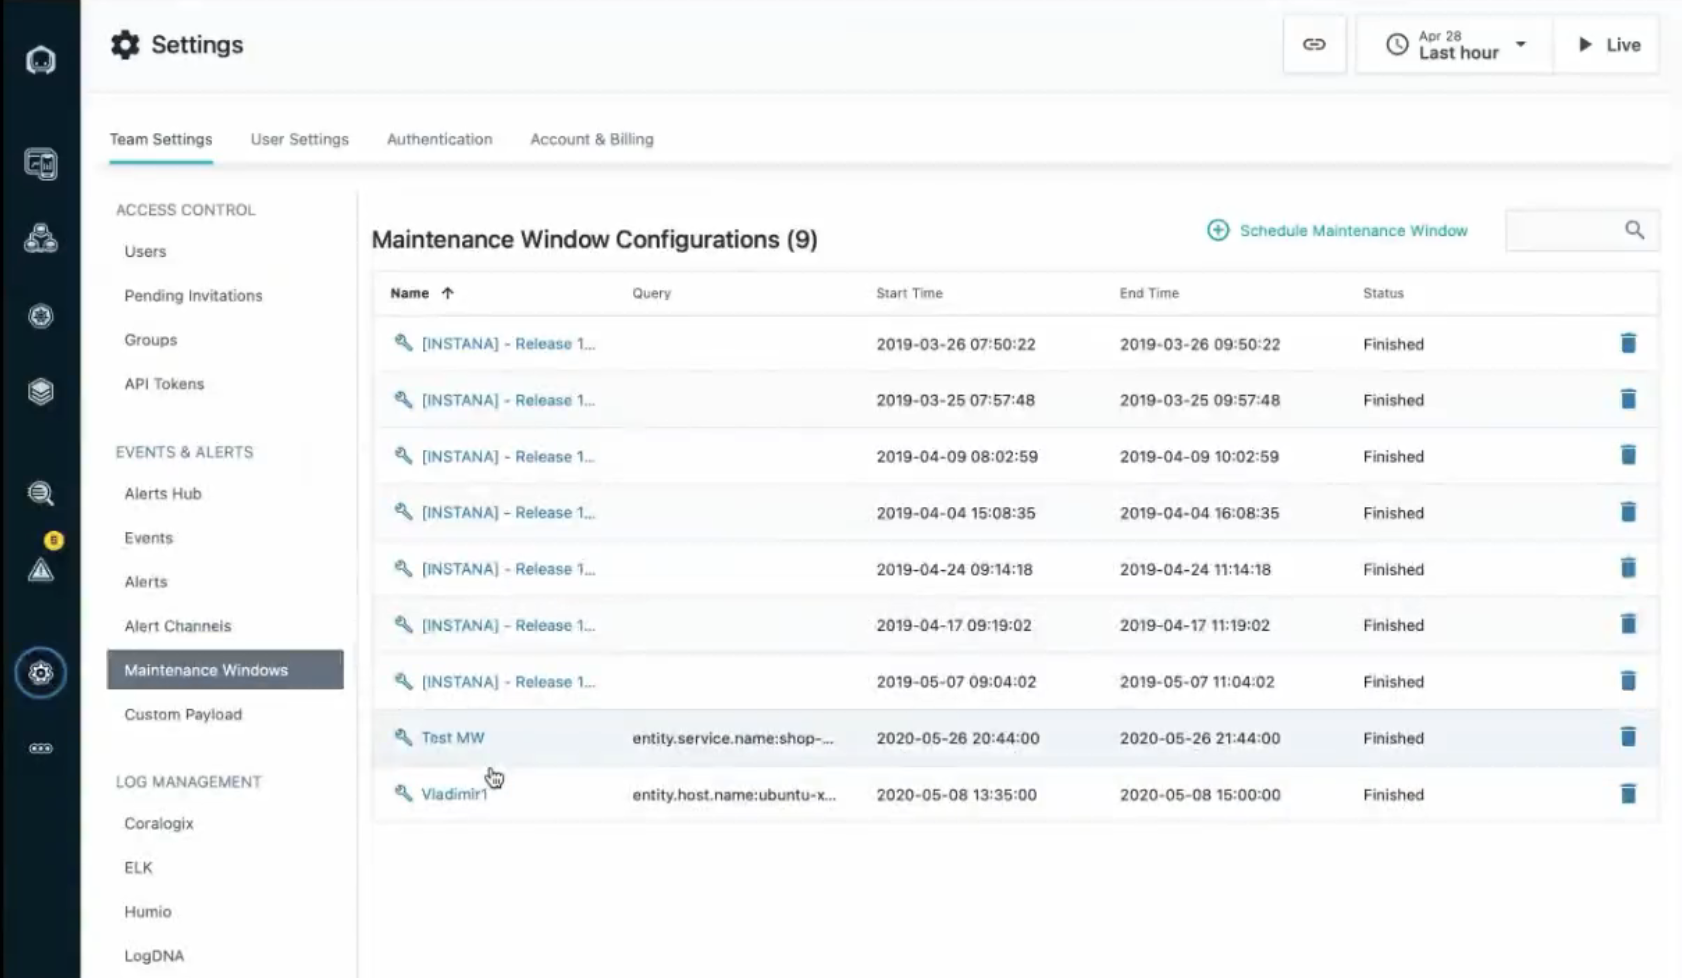 Settings
Apr 28
Last hour
Live
Team Settings User Settings Authentication Account & Billing
ACCESS CONTROL
Users
Pending Invitations
Groups
API Tokens
EVENTS & ALERTS
Alerts Hub
Events
Alerts
Alert Channels
Maintenance Windows
Custom Payload
LOG MANAGEMENT
Coralogix
ELK
Humio
LogDNA
Maintenance Window Configurations (9)
Schedule Maintenance Window
Name Query Start Time End Time Status
[INSTANA] - Release 1... 2019-03-26 07:50:22 2019-03-26 09:50:22 Finished
[INSTANA] - Release 1... 2019-03-25 07:57:48 2019-03-25 09:57:48 Finished
[INSTANA] - Release 1... 2019-04-09 08:02:59 2019-04-09 10:02:59 Finished
[INSTANA] - Release 1... 2019-04-04 15:08:35 2019-04-04 16:08:35 Finished
[INSTANA] - Release 1... 2019-04-24 09:14:18 2019-04-24 11:14:18 Finished
[INSTANA] - Release 1... 2019-04-17 09:19:02 2019-04-17 11:19:02 Finished
[INSTANA] - Release 1... 2019-05-07 09:04:02 2019-05-07 11:04:02 Finished
Test MW entity.service.name:shop-... 2020-05-26 20:44:00 2020-05-26 21:44:00 Finished
Vladimir1 entity.host.name:ubuntu-x... 2020-05-08 13:35:00 2020-05-08 15:00:00 Finished